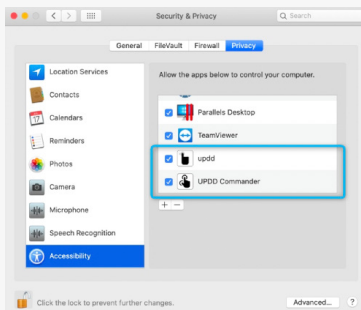 Security & Privacy
Search
General FileVault Firewall Privacy
Location Services
Contacts
17
Calendars
Reminders
Photos
Camera
Microphone
Speech Recognition
Accessibility
Allow the apps below to control your computer.
Parallels Desktop
TeamViewer
updd
UPDD Commander
+ −
Click the lock to prevent further changes.
Advanced... ?